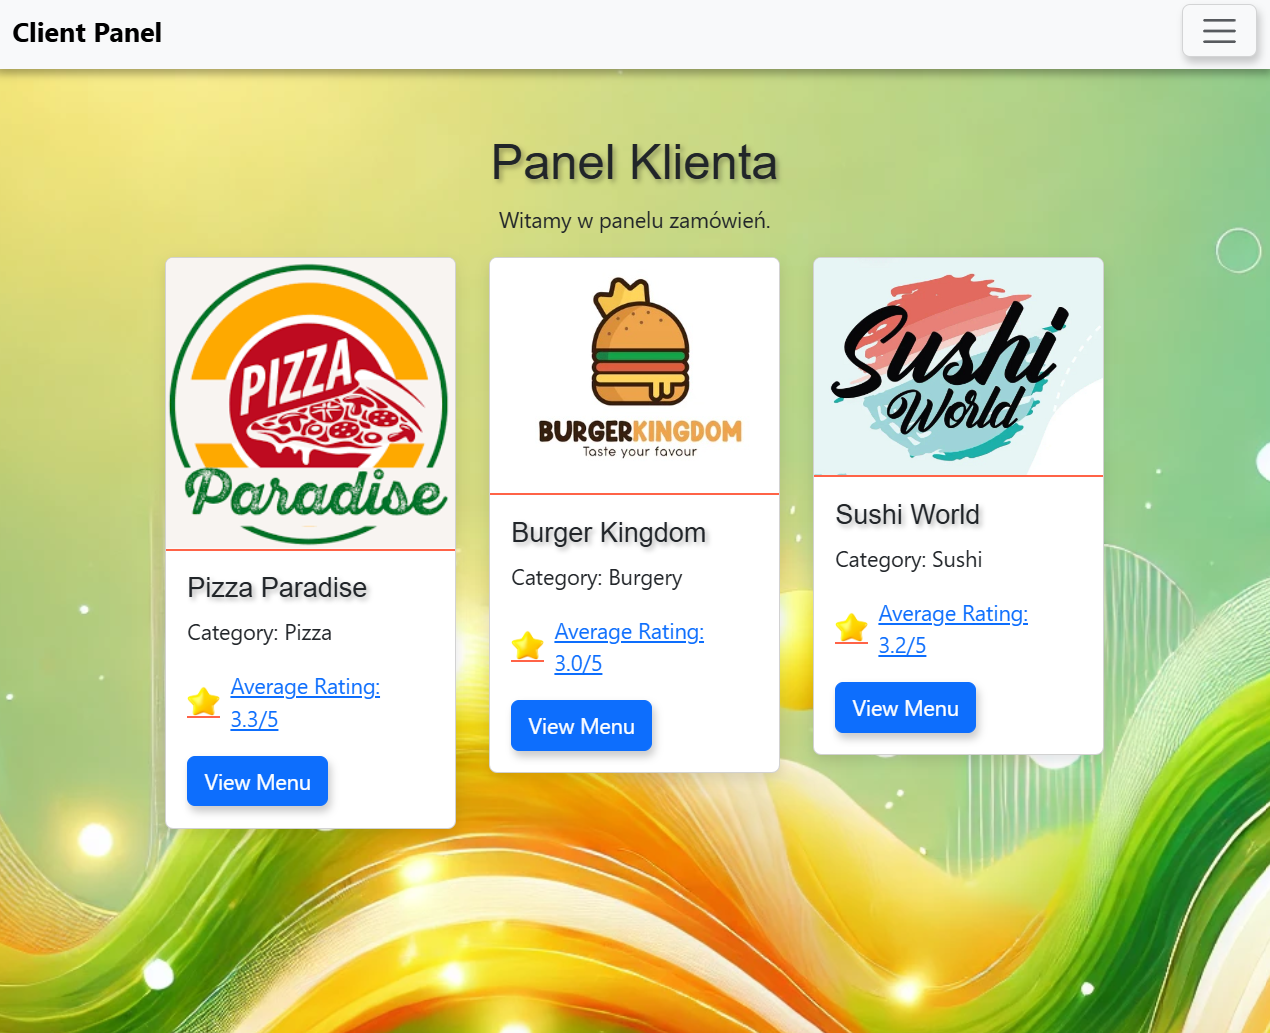 Client Panel
Panel Klienta
Witamy w panelu zamówień.
PIZZA
Paradise
Pizza Paradise
Category: Pizza
Average Rating:
3.3/5
View Menu
BURGERKINGDOM
Taste your favour
Burger Kingdom
Category: Burgery
Average Rating:
3.0/5
View Menu
Sushi
World
Sushi World
Category: Sushi
Average Rating:
3.2/5
View Menu